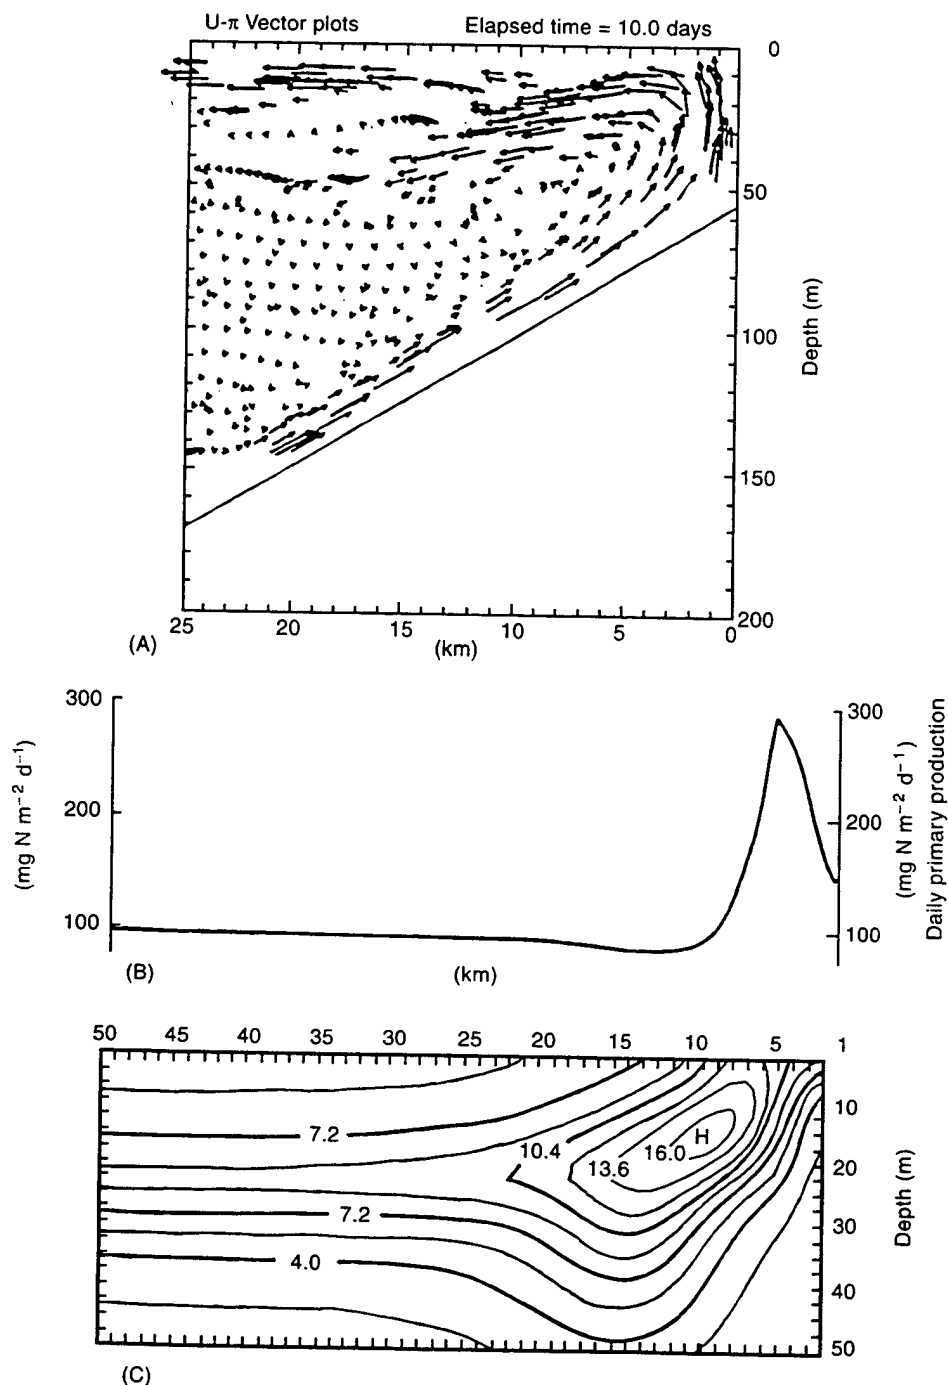 U-π Vector plots Elapsed time = 10.0 days
0
50
100
150
200
Depth (m)
25 20 15 10 5 0
(km)
(A)
300
200
100
(mg N m⁻² d⁻¹)
300
200
100
(mg N m⁻² d⁻¹)
Daily primary production
(B)
(km)
50 45 40 35 30 25 20 15 10 5 1
10
20
30
40
50
Depth (m)
7.2
10.4
13.6
16.0
H
7.2
4.0
(C)